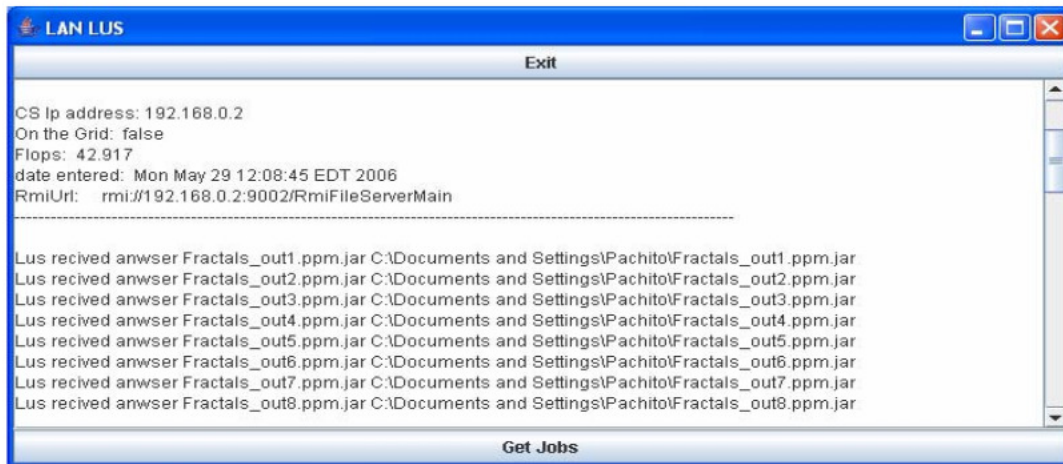 LAN LUS
Exit
CS Ip address: 192.168.0.2
On the Grid: false
Flops: 42.917
date entered: Mon May 29 12:08:45 EDT 2006
RmiUrl: rmi://192.168.0.2:9002/RmiFileServerMain
--------------------------------------------------------------------------------------------------------------------
Lus recived anwser Fractals_out1.ppm.jar C:\Documents and Settings\Pachito\Fractals_out1.ppm.jar
Lus recived anwser Fractals_out2.ppm.jar C:\Documents and Settings\Pachito\Fractals_out2.ppm.jar
Lus recived anwser Fractals_out3.ppm.jar C:\Documents and Settings\Pachito\Fractals_out3.ppm.jar
Lus recived anwser Fractals_out4.ppm.jar C:\Documents and Settings\Pachito\Fractals_out4.ppm.jar
Lus recived anwser Fractals_out5.ppm.jar C:\Documents and Settings\Pachito\Fractals_out5.ppm.jar
Lus recived anwser Fractals_out6.ppm.jar C:\Documents and Settings\Pachito\Fractals_out6.ppm.jar
Lus recived anwser Fractals_out7.ppm.jar C:\Documents and Settings\Pachito\Fractals_out7.ppm.jar
Lus recived anwser Fractals_out8.ppm.jar C:\Documents and Settings\Pachito\Fractals_out8.ppm.jar
Get Jobs